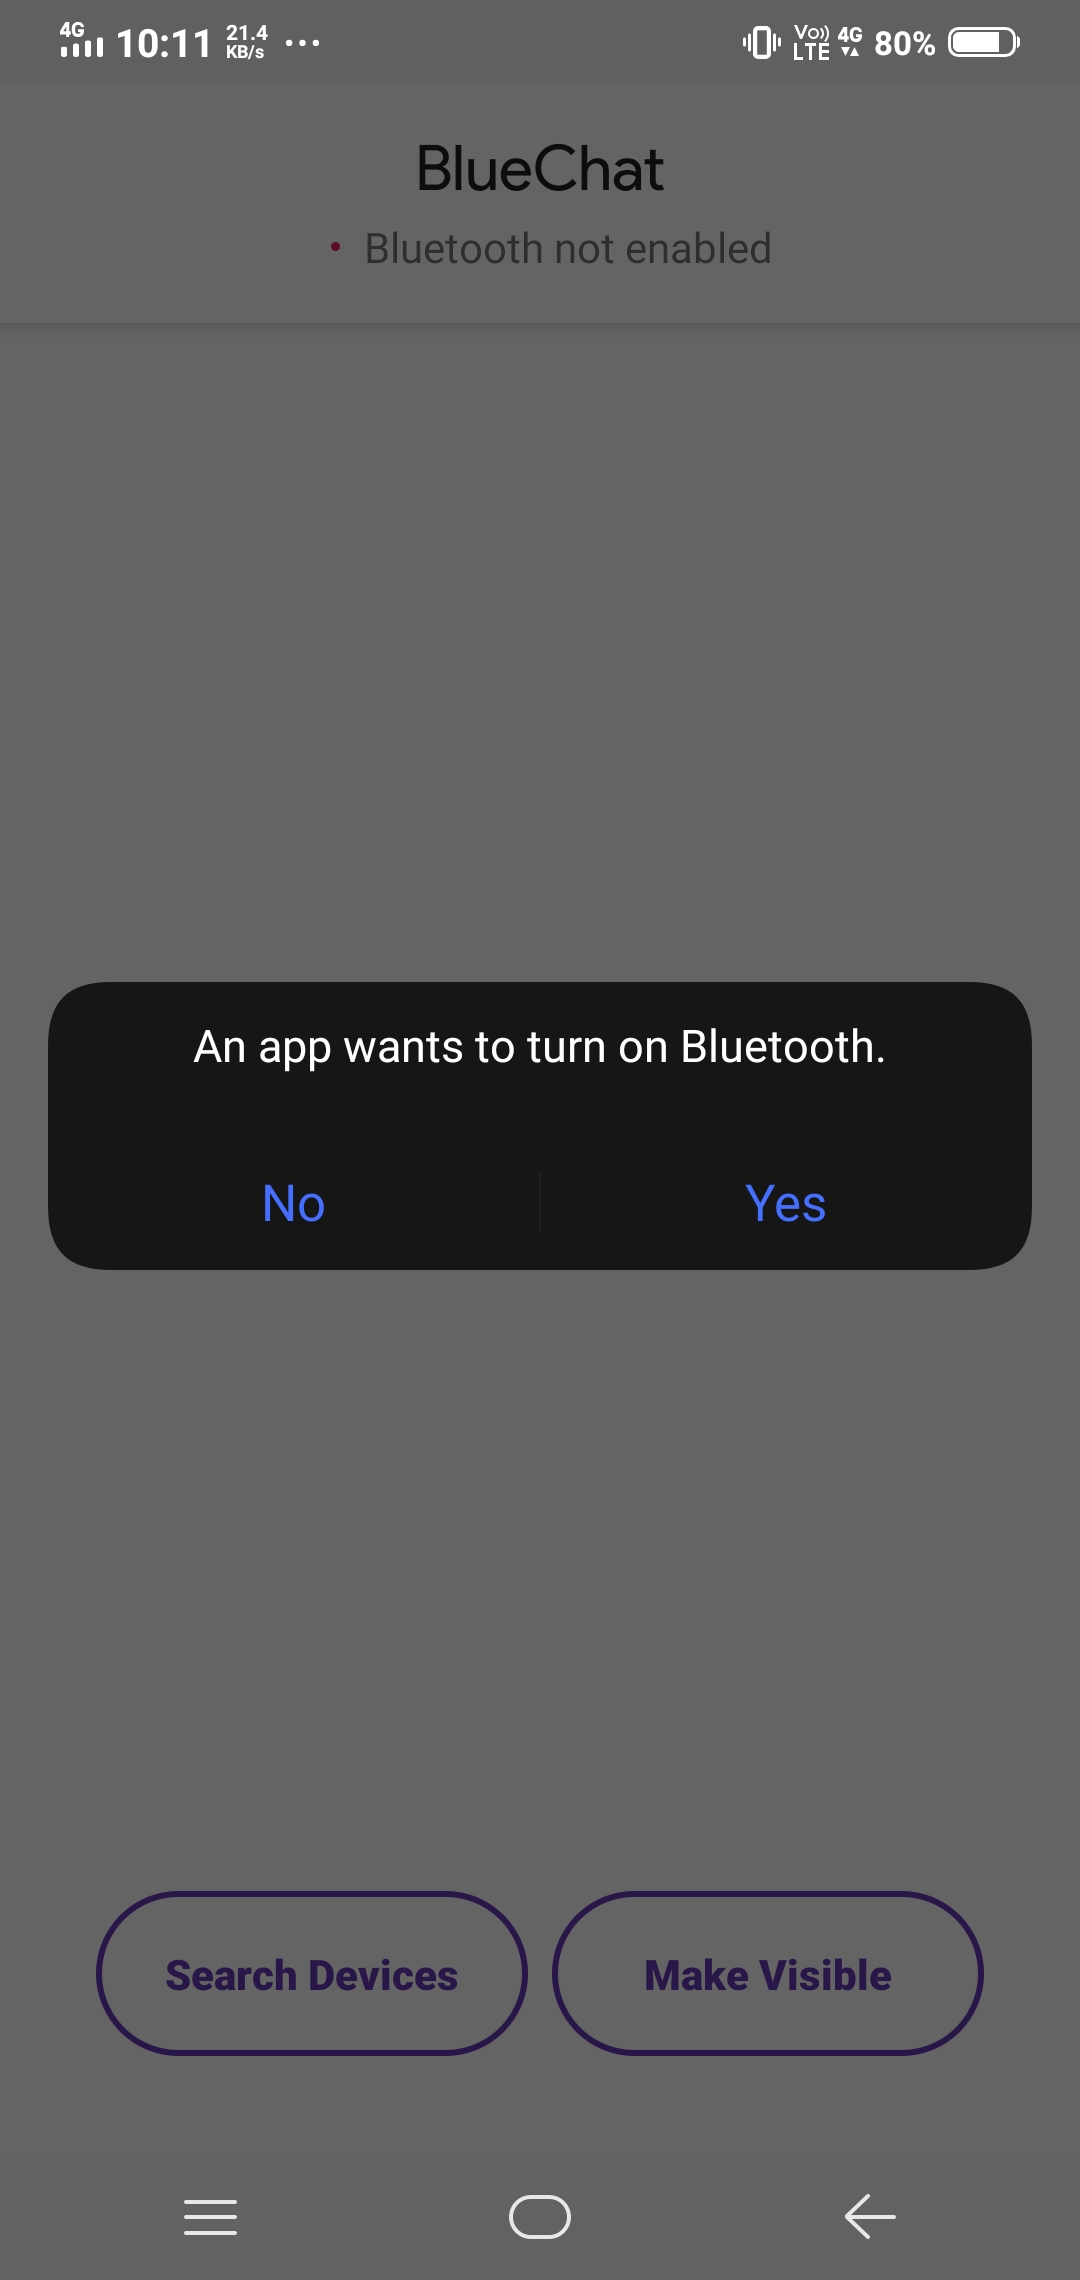 4G 10:11 21.4 KB/s ... Vo)) LTE 4G 80%
BlueChat
• Bluetooth not enabled
An app wants to turn on Bluetooth.
No Yes
Search Devices Make Visible